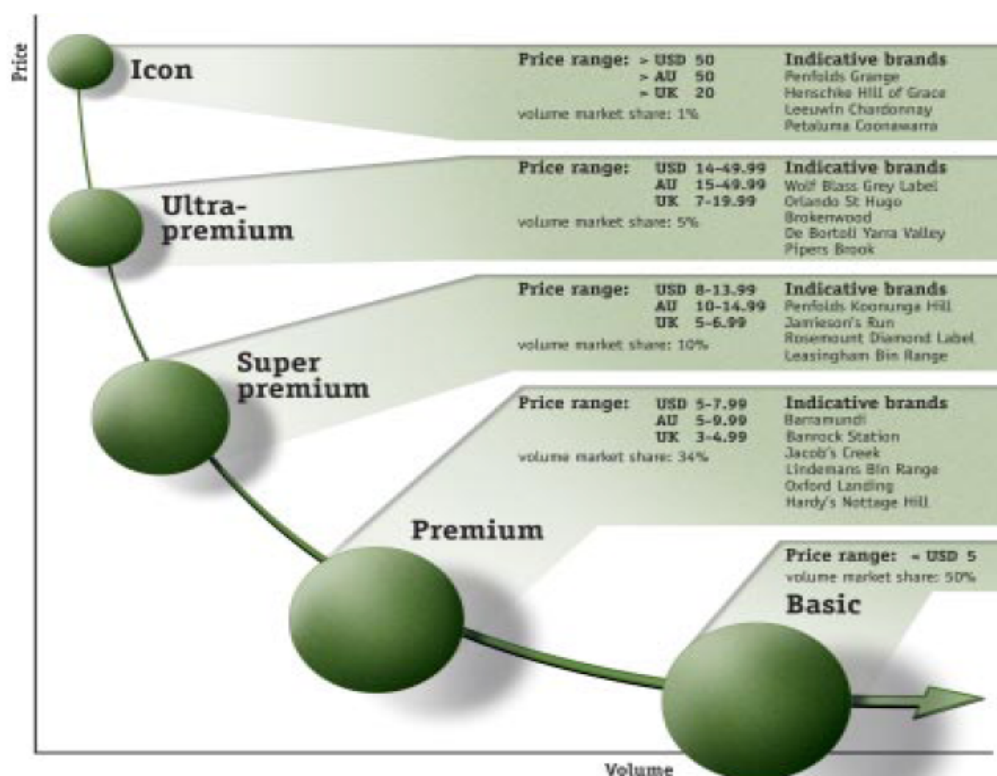 Price
Icon
Price range: > USD 50
> AU 50
> UK 20
volume market share: 1%
Indicative brands
Penfolds Grange
Henschke Hill of Grace
Leeuwin Chardonnay
Petaluma Coonawarra
Ultra-
premium
Price range: USD 14-49.99
AU 15-49.99
UK 7-19.99
volume market share: 5%
Indicative brands
Wolf Blass Grey Label
Orlando St Hugo
Brokenwood
De Bortoli Yarra Valley
Pipers Brook
Super
premium
Price range: USD 8-13.99
AU 10-14.99
UK 5-6.99
volume market share: 10%
Indicative brands
Penfolds Koonunga Hill
Jamieson's Run
Rosemount Diamond Label
Leasingham Bin Range
Premium
Price range: USD 5-7.99
AU 5-9.99
UK 3-4.99
volume market share: 34%
Indicative brands
Barramundi
Banrock Station
Jacob's Creek
Lindemans Bin Range
Oxford Landing
Hardy's Nottage Hill
Price range: < USD 5
volume market share: 50%
Basic
Volume